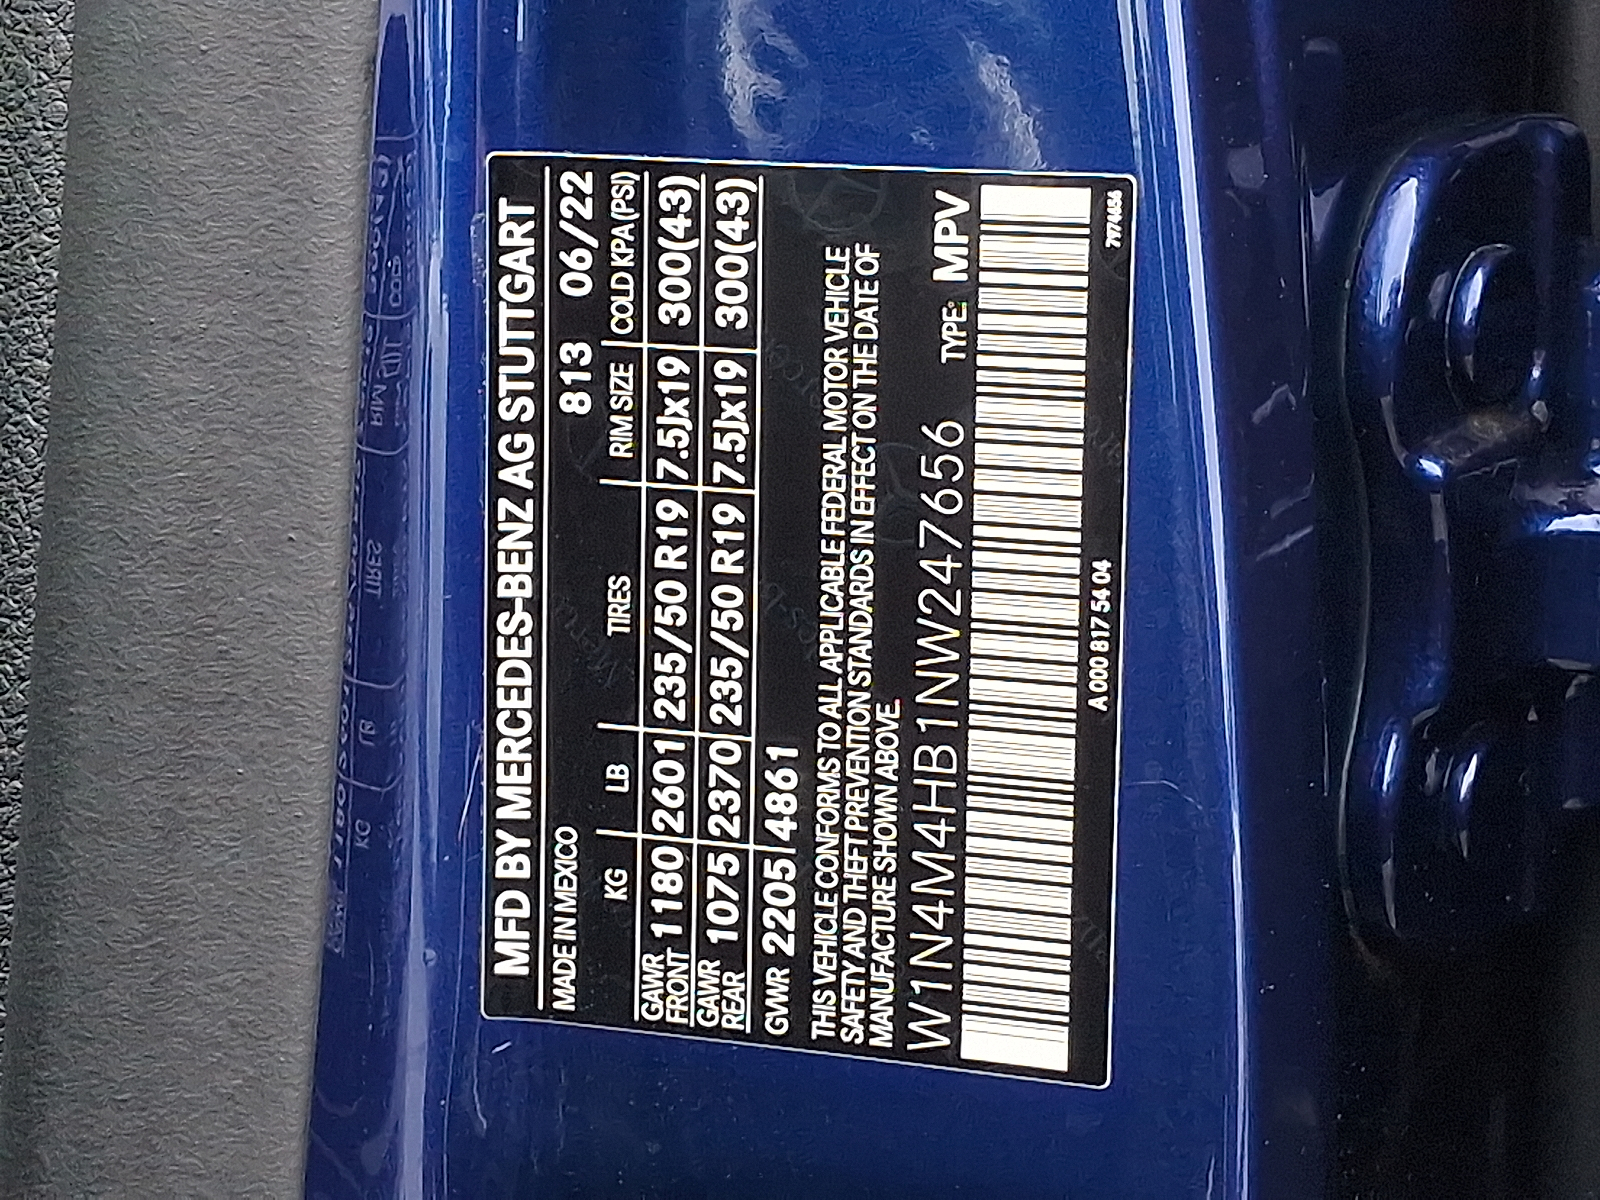 MFD BY MERCEDES-BENZ AG STUTTGART
MADE IN MEXICO 813 06/22
KG LB TIRES RIM SIZE COLD KPA(PSI)
GAWR FRONT 1180 2601 235/50 R19 7.5Jx19 300(43)
GAWR REAR 1075 2370 235/50 R19 7.5Jx19 300(43)
GVWR 2205 4861
THIS VEHICLE CONFORMS TO ALL APPLICABLE FEDERAL MOTOR VEHICLE
SAFETY AND THEFT PREVENTION STANDARDS IN EFFECT ON THE DATE OF
MANUFACTURE SHOWN ABOVE.
W1N4M4HB1NW247656 TYPE: MPV
A 000 817 54 04